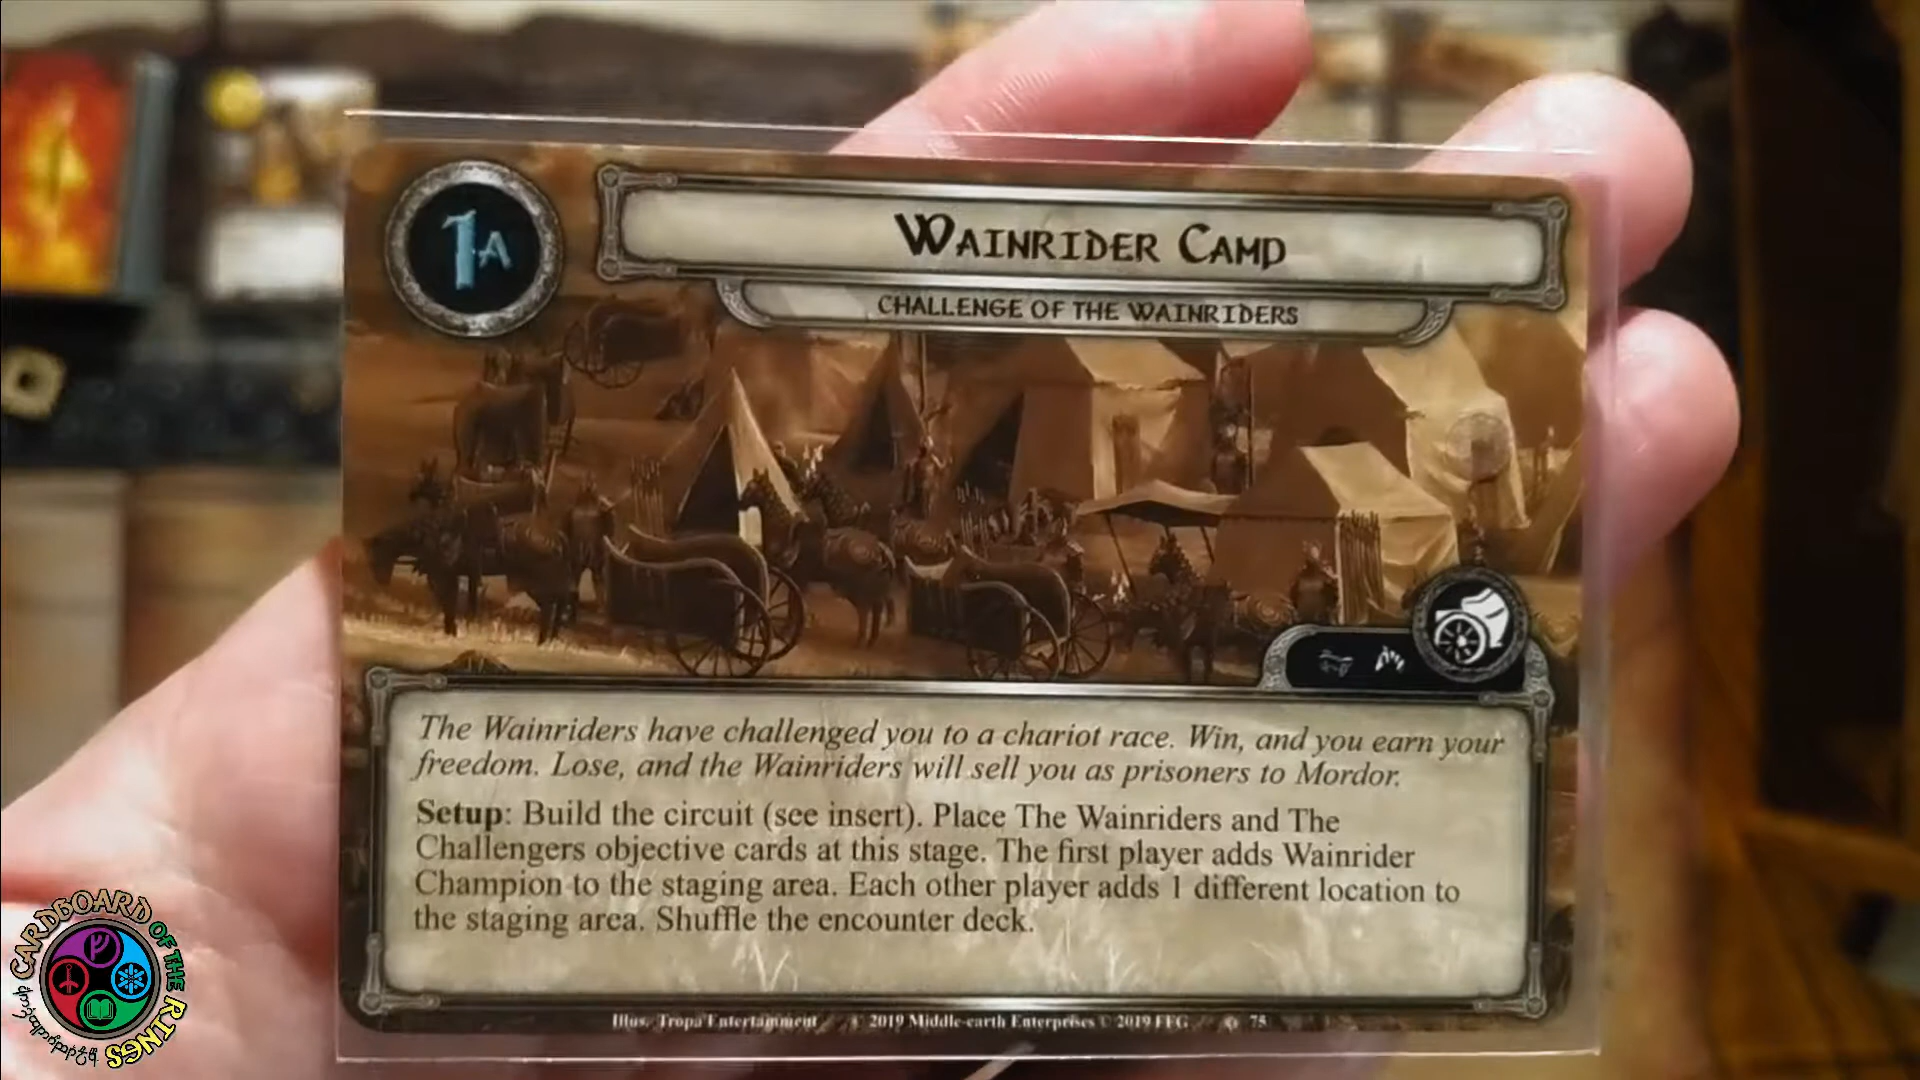 1A
WAINRIDER CAMP
CHALLENGE OF THE WAINRIDERS
The Wainriders have challenged you to a chariot race. Win, and you earn your
freedom. Lose, and the Wainriders will sell you as prisoners to Mordor.
Setup: Build the circuit (see insert). Place The Wainriders and The
Challengers objective cards at this stage. The first player adds Wainrider
Champion to the staging area. Each other player adds 1 different location to
the staging area. Shuffle the encounter deck.
Illus. Tropa Entertainment © 2019 Middle-earth Enterprises © 2019 FFG 75
CARDBOARD OF THE RINGS